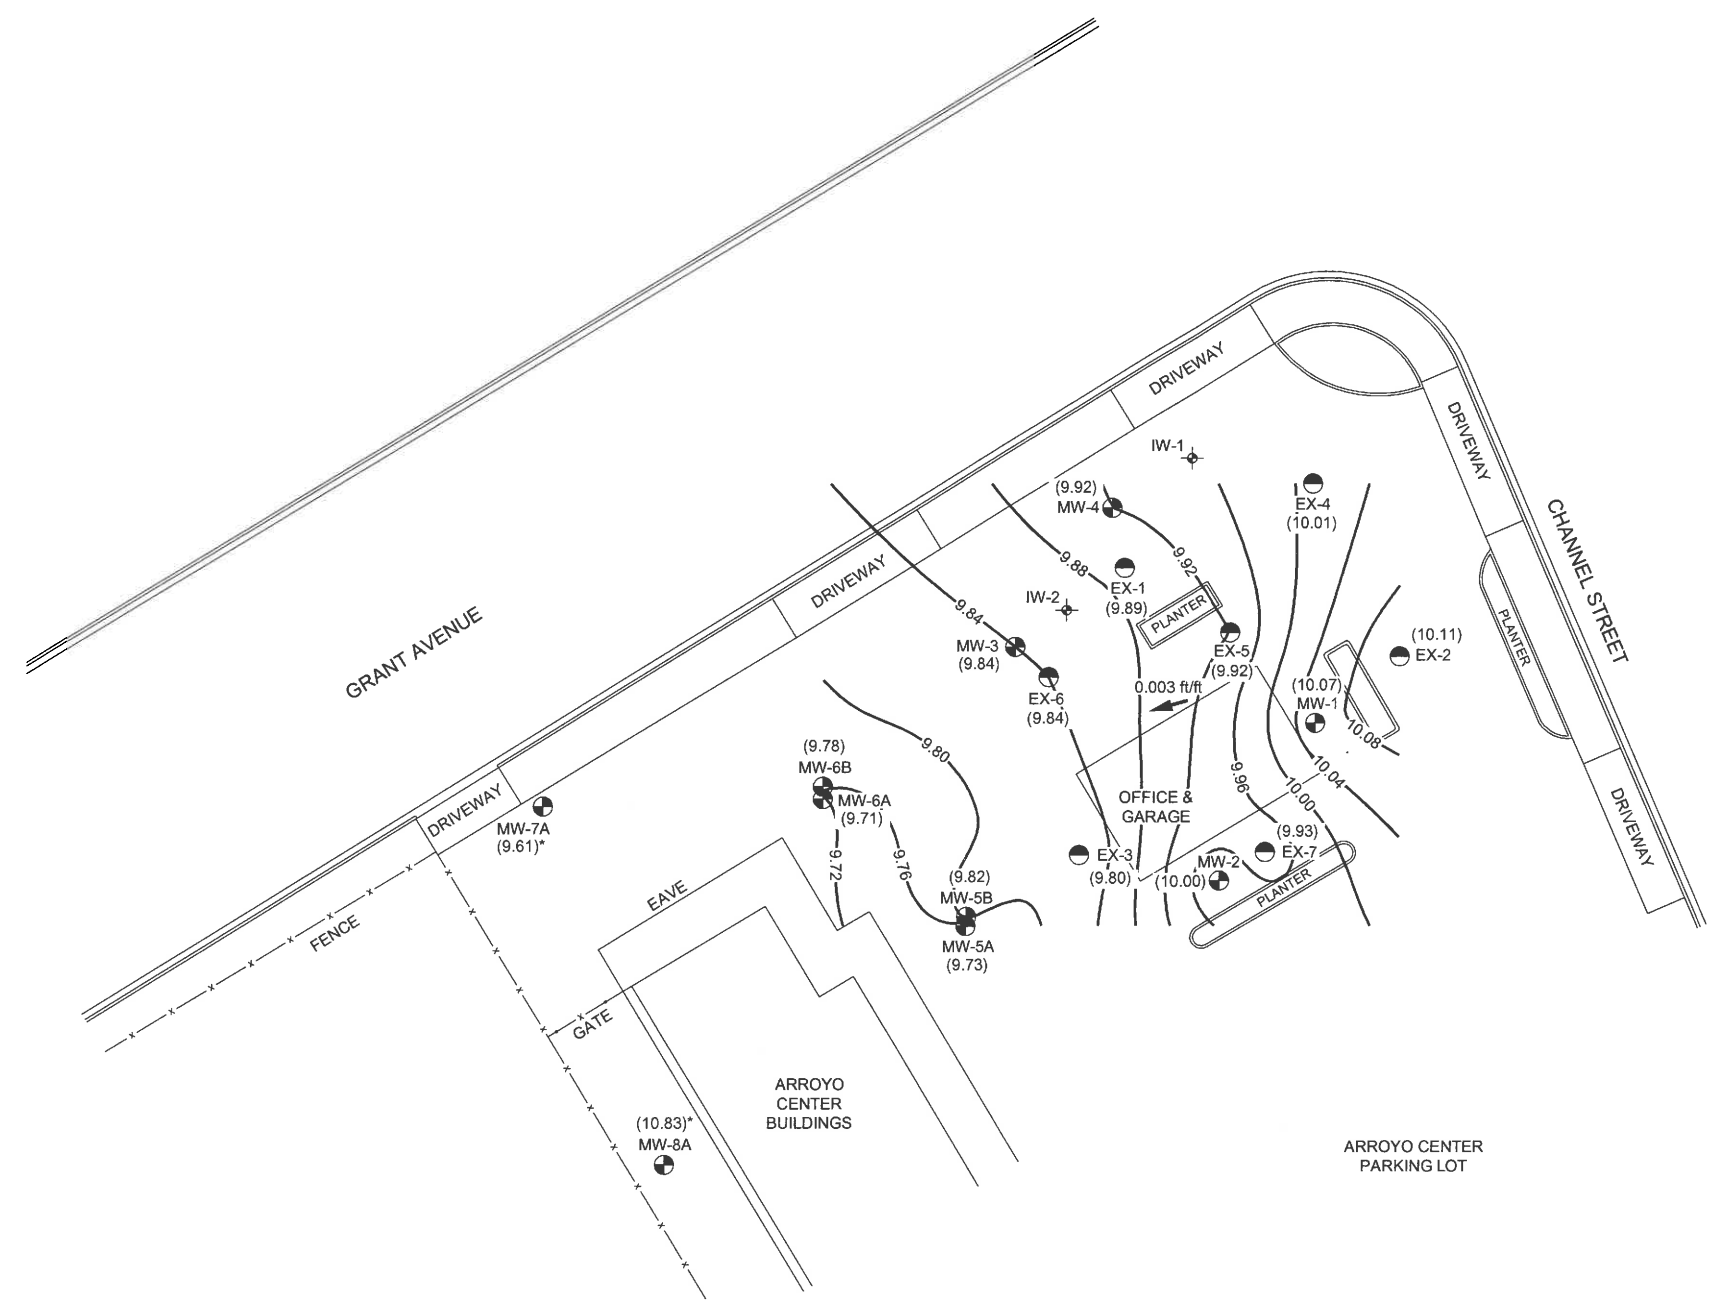 DRIVEWAY
IW-1
DRIVEWAY
(9.92)
MW-4
EX-4
(10.01)
CHANNEL STREET
9.88
9.92
DRIVEWAY
EX-1
(9.89)
IW-2
9.84
PLANTER
PLANTER
GRANT AVENUE
MW-3
(9.84)
EX-5
(9.92)
(10.11)
EX-2
0.003 ft/ft
(10.07)
MW-1
EX-6
(9.84)
10.08
9.80
(9.78)
MW-6B
MW-6A
(9.71)
9.96
10.00
10.04
OFFICE &
GARAGE
DRIVEWAY
DRIVEWAY
MW-7A
(9.61)*
9.72
9.76
EX-3
(9.80)
(9.93)
EX-7
MW-2
(10.00)
PLANTER
(9.82)
MW-5B
MW-5A
(9.73)
EAVE
FENCE
GATE
ARROYO
CENTER
BUILDINGS
(10.83)*
MW-8A
ARROYO CENTER
PARKING LOT